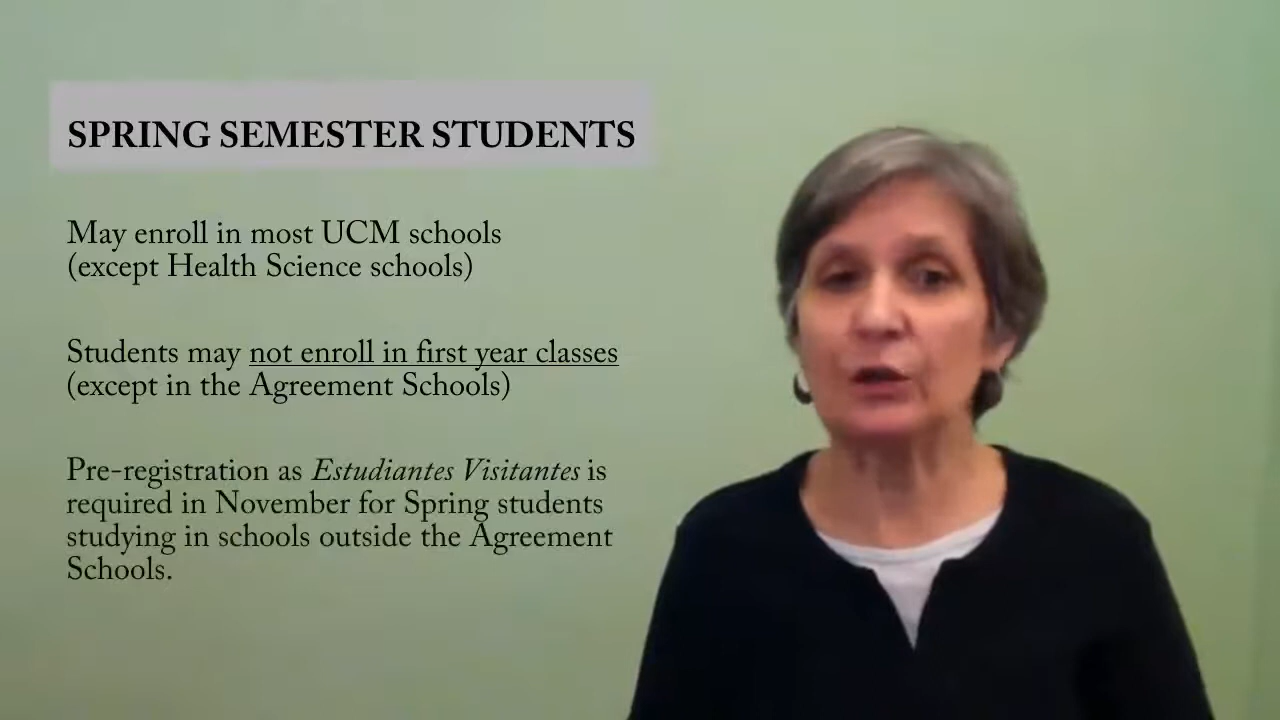 SPRING SEMESTER STUDENTS
May enroll in most UCM schools
(except Health Science schools)
Students may not enroll in first year classes
(except in the Agreement Schools)
Pre-registration as Estudiantes Visitantes is
required in November for Spring students
studying in schools outside the Agreement
Schools.